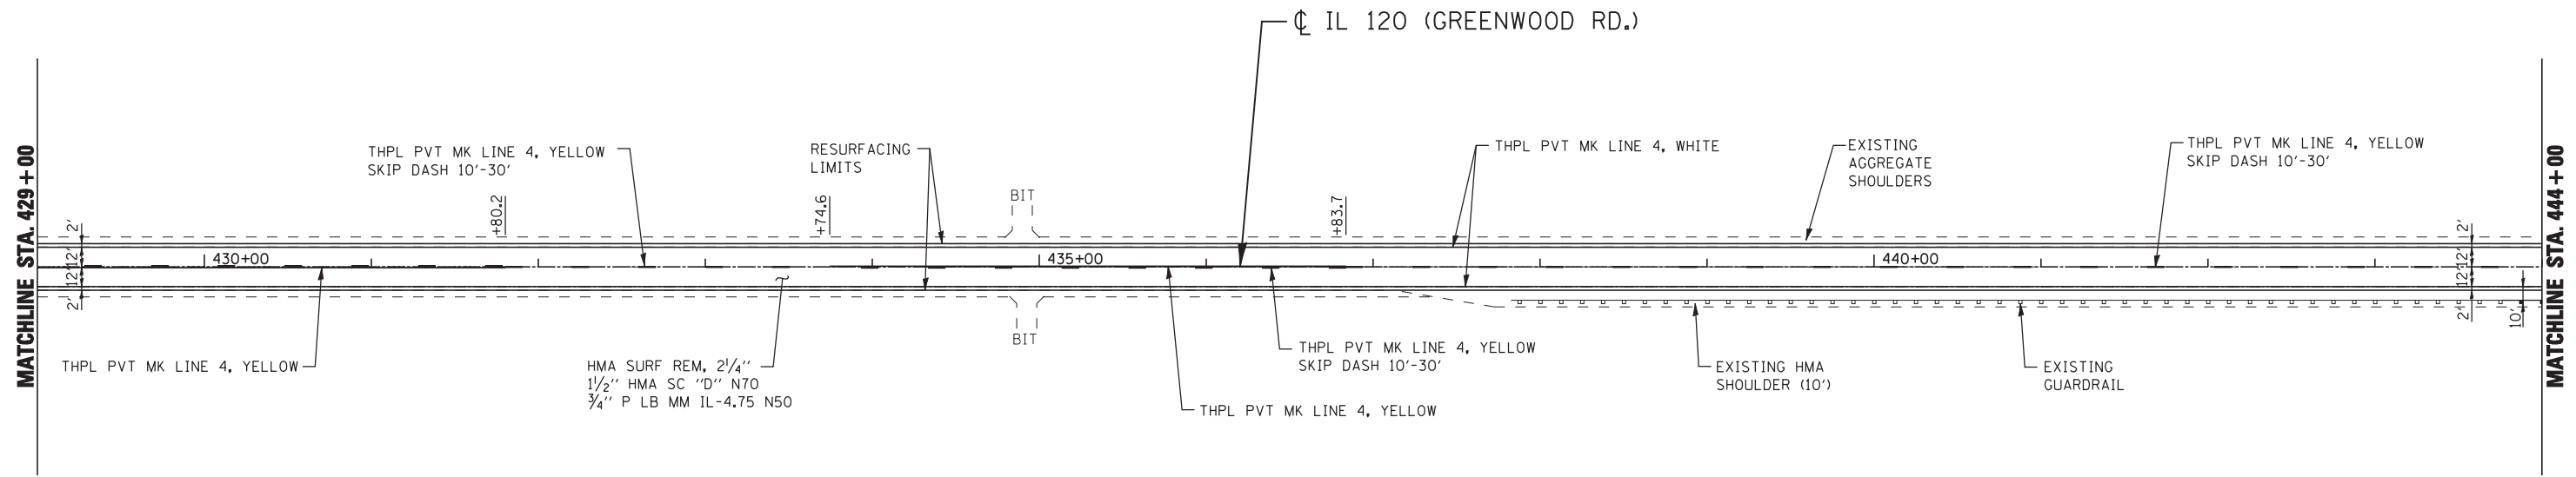 ℄ IL 120 (GREENWOOD RD.)
MATCHLINE STA. 429+00
MATCHLINE STA. 444+00
THPL PVT MK LINE 4, YELLOW
SKIP DASH 10'-30'
RESURFACING
LIMITS
THPL PVT MK LINE 4, WHITE
EXISTING
AGGREGATE
SHOULDERS
THPL PVT MK LINE 4, YELLOW
SKIP DASH 10'-30'
+80.2
+74.6
BIT
+83.7
2'
12'
12'
2'
430+00
435+00
440+00
2'
12'
12'
2'
10'
BIT
THPL PVT MK LINE 4, YELLOW
HMA SURF REM, 2 1/4"
1 1/2" HMA SC "D" N70
3/4" P LB MM IL-4.75 N50
THPL PVT MK LINE 4, YELLOW
SKIP DASH 10'-30'
THPL PVT MK LINE 4, YELLOW
EXISTING HMA
SHOULDER (10')
EXISTING
GUARDRAIL